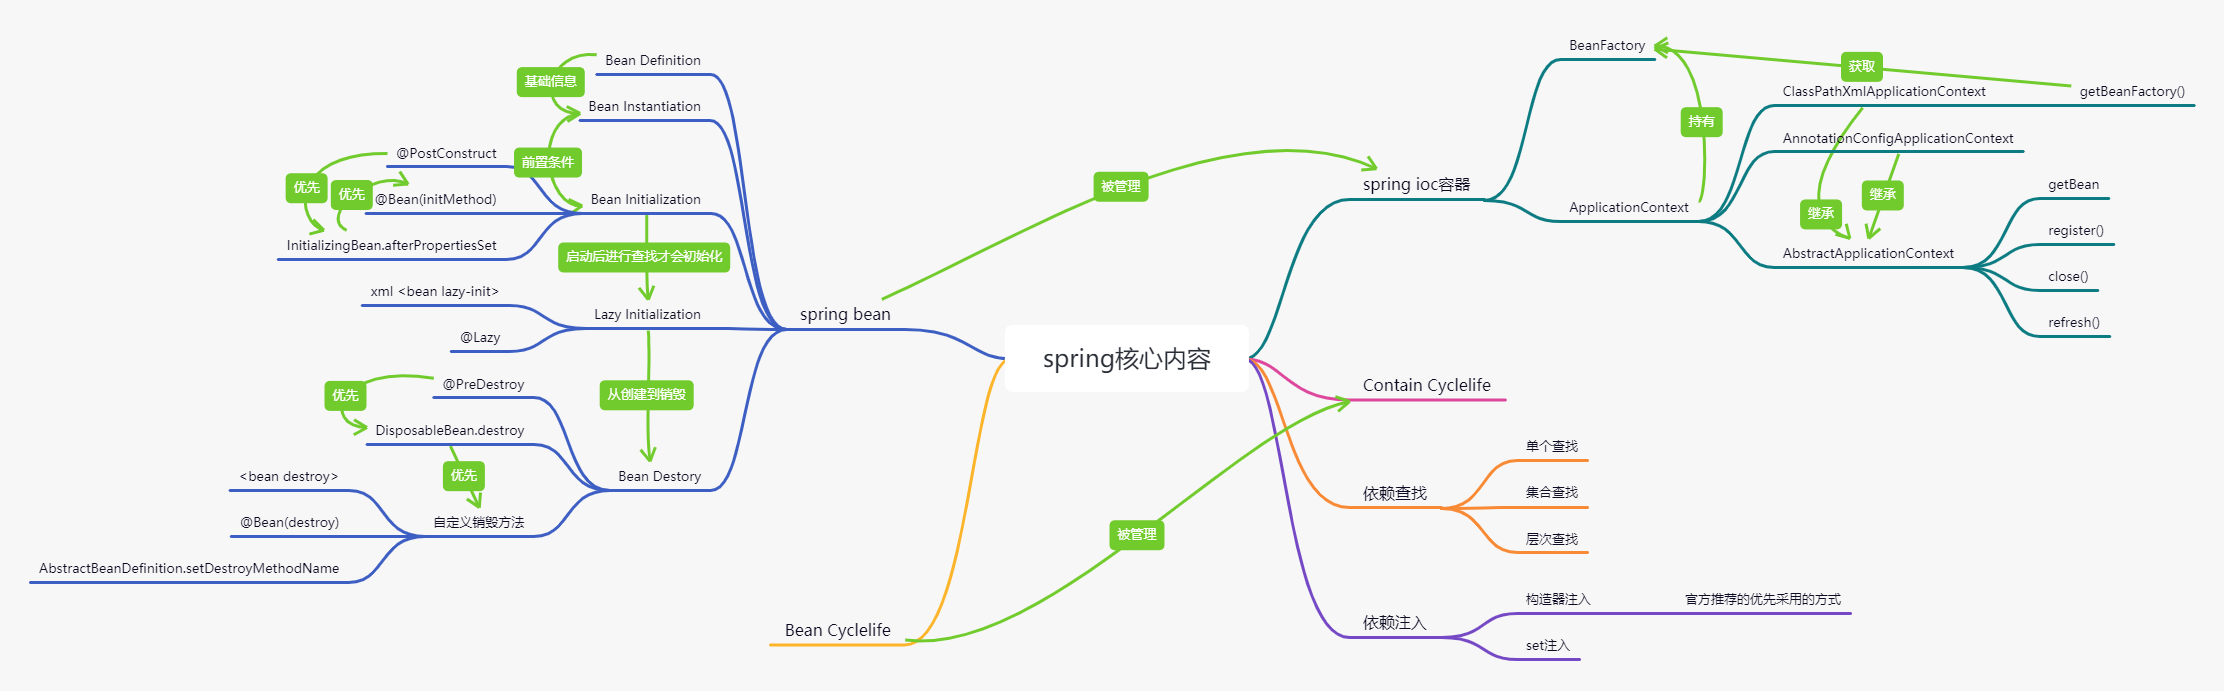 spring核心内容
spring bean
Bean Definition
基础信息
Bean Instantiation
前置条件
Bean Initialization
@PostConstruct
优先
优先
@Bean(initMethod)
InitializingBean.afterPropertiesSet
启动后进行查找才会初始化
Lazy Initialization
xml <bean lazy-init>
@Lazy
从创建到销毁
Bean Destory
@PreDestroy
优先
DisposableBean.destroy
优先
自定义销毁方法
<bean destroy>
@Bean(destroy)
AbstractBeanDefinition.setDestroyMethodName
Bean Cyclelife
被管理
被管理
spring ioc容器
BeanFactory
获取
持有
ApplicationContext
ClassPathXmlApplicationContext
getBeanFactory()
AnnotationConfigApplicationContext
继承
继承
AbstractApplicationContext
getBean
register()
close()
refresh()
Contain Cyclelife
依赖查找
单个查找
集合查找
层次查找
依赖注入
构造器注入
官方推荐的优先采用的方式
set注入